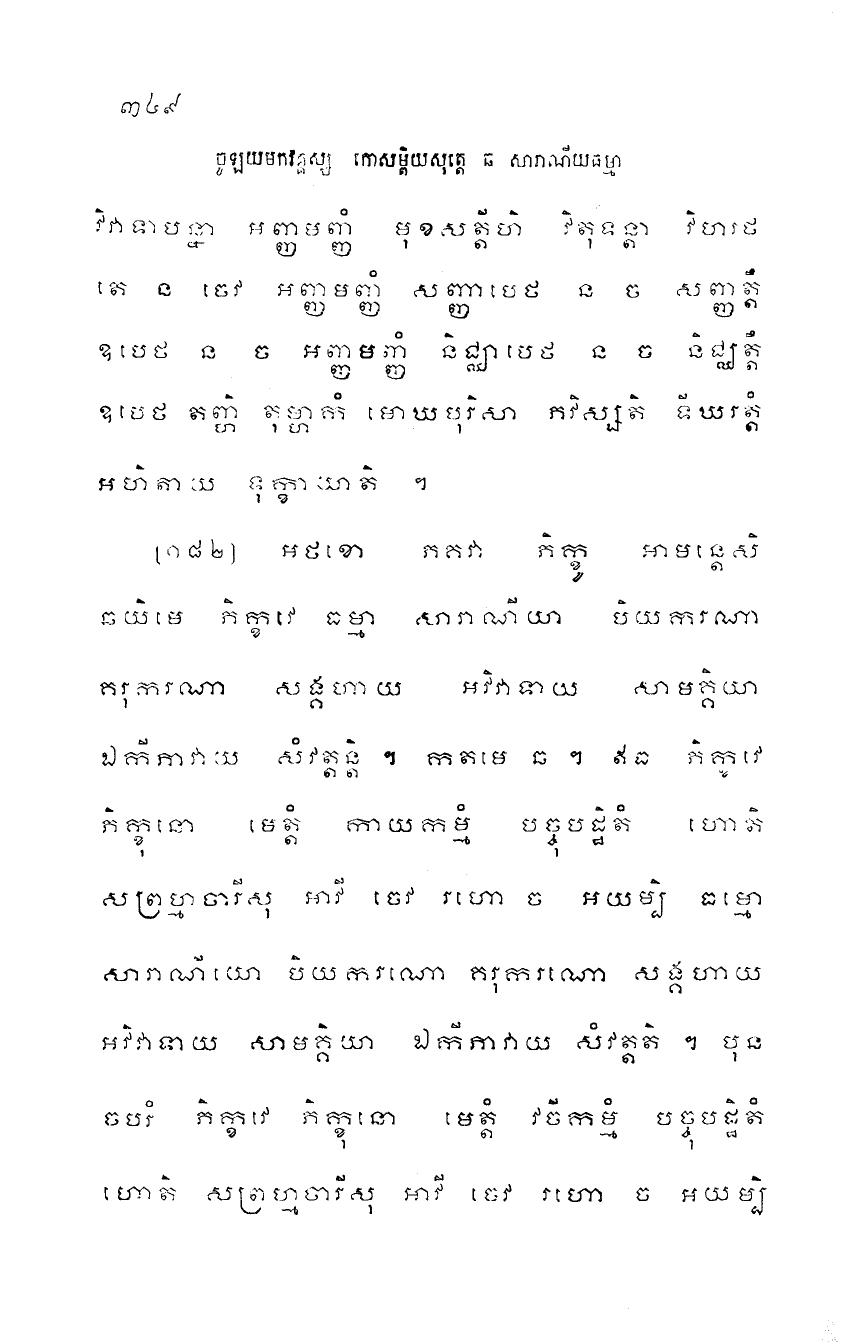 ៣៤៩
ចូឡយមកវគ្គស្ស កោសម្ពិយសុត្តេ ឆ សារាណីយធម្មា
វិវាទាបន្នា អញ្ញមញ្ញំ មុខសត្តីហិ វិតុទន្តា វិហរថ
តេ ន ចេវ អញ្ញមញ្ញំ សញ្ញាបេថ ន ច សញ្ញត្តឹ
ឧបេថ ន ច អញ្ញមញ្ញំ និជ្ឈាបេថ ន ច និជ្ឈត្តឹ
ឧបេថ តញ្ហិ តុម្ហាកំ មោឃបុរិសា ភវិស្សតិ ទីឃរត្តំ
អហិតាយ ទុក្ខាយាតិ ។
(១៨២) អថខោ ភគវា ភិក្ខូ អាមន្តេសិ
ឆយិមេ ភិក្ខវេ ធម្មា សារាណីយា បិយករណា
គរុករណា សង្គហាយ អវិវាទាយ សាមគ្គិយា
ឯកីភាវាយ សំវត្តន្តិ ។ កតមេ ឆ ។ ឥធ ភិក្ខវេ
ភិក្ខុនោ មេត្តំ កាយកម្មំ បច្ចុបដ្ឋិតំ ហោតិ
សព្រហ្មចារីសុ អាវី ចេវ រហោ ច អយម្បិ ធម្មោ
សារាណីយោ បិយករណោ គរុករណោ សង្គហាយ
អវិវាទាយ សាមគ្គិយា ឯកីភាវាយ សំវត្តតិ ។ បុន
ចបរំ ភិក្ខវេ ភិក្ខុនោ មេត្តំ វចីកម្មំ បច្ចុបដ្ឋិតំ
ហោតិ សព្រហ្មចារីសុ អាវី ចេវ រហោ ច អយម្បិ